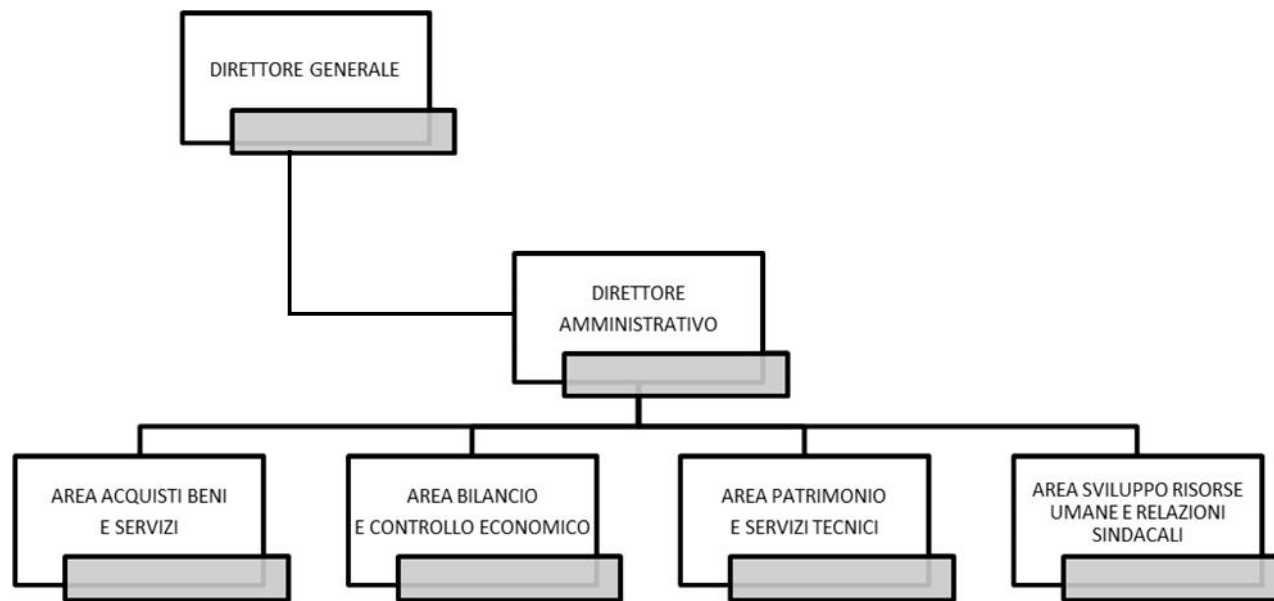 DIRETTORE GENERALE
DIRETTORE
AMMINISTRATIVO
AREA ACQUISTI BENI
E SERVIZI
AREA BILANCIO
E CONTROLLO ECONOMICO
AREA PATRIMONIO
E SERVIZI TECNICI
AREA SVILUPPO RISORSE
UMANE E RELAZIONI
SINDACALI